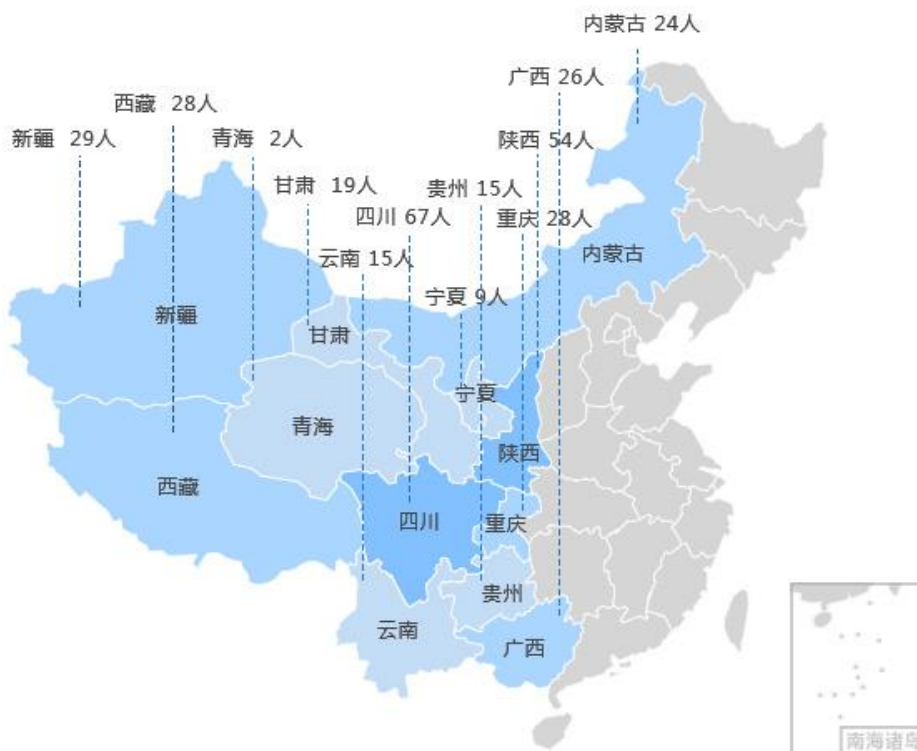 内蒙古 24人
广西 26人
西藏 28人
新疆 29人
青海 2人
陕西 54人
甘肃 19人
贵州 15人
四川 67人
重庆 28人
云南 15人
内蒙古
宁夏 9人
新疆
甘肃
宁夏
青海
陕西
西藏
四川
重庆
贵州
云南
广西
南海诸岛